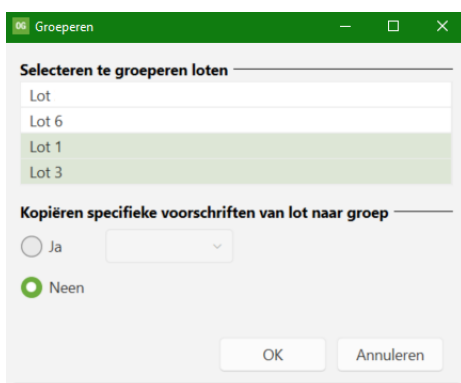 OG Groeperen
Selecteren te groeperen loten
Lot
Lot 6
Lot 1
Lot 3
Kopiëren specifieke voorschriften van lot naar groep
Ja
Neen
OK Annuleren